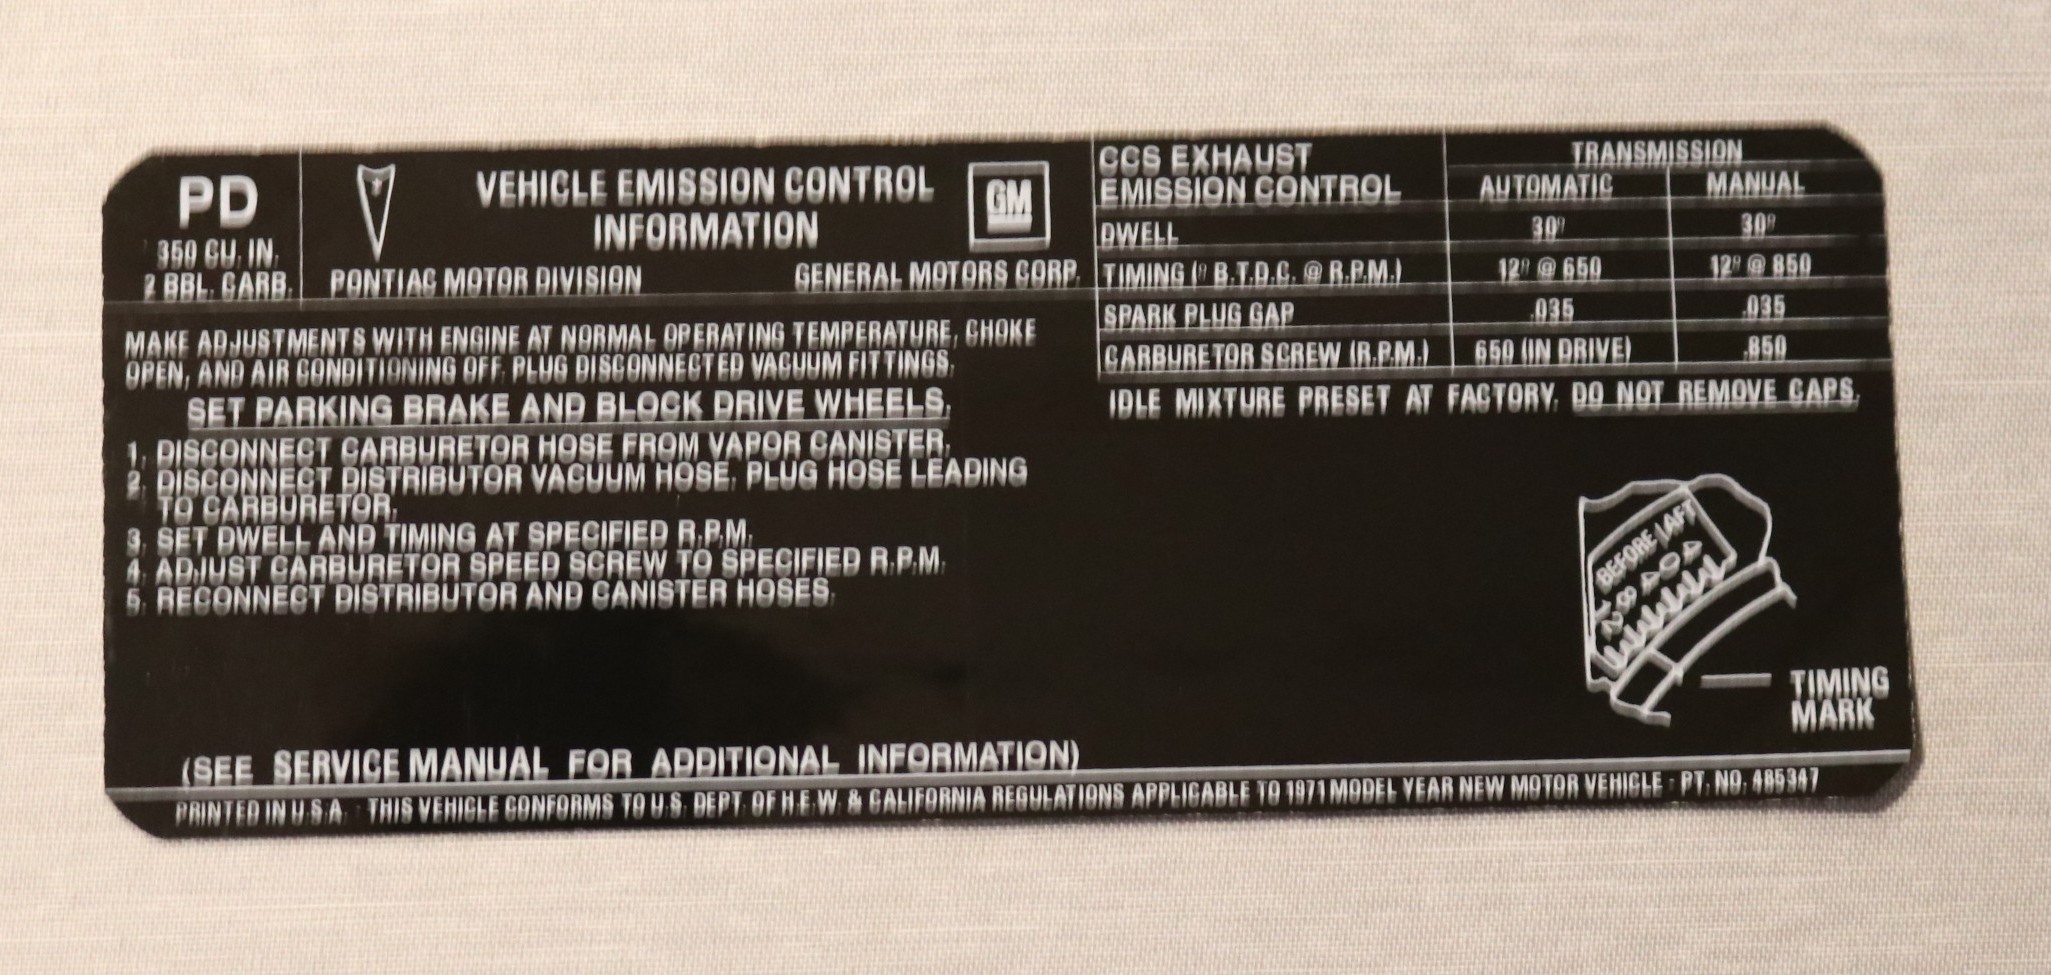 PD
350 CU. IN.
2 BBL. CARB.
VEHICLE EMISSION CONTROL
INFORMATION
GM
PONTIAC MOTOR DIVISION GENERAL MOTORS CORP.
MAKE ADJUSTMENTS WITH ENGINE AT NORMAL OPERATING TEMPERATURE, CHOKE
OPEN, AND AIR CONDITIONING OFF. PLUG DISCONNECTED VACUUM FITTINGS.
SET PARKING BRAKE AND BLOCK DRIVE WHEELS.
1. DISCONNECT CARBURETOR HOSE FROM VAPOR CANISTER.
2. DISCONNECT DISTRIBUTOR VACUUM HOSE. PLUG HOSE LEADING
TO CARBURETOR.
3. SET DWELL AND TIMING AT SPECIFIED R.P.M.
4. ADJUST CARBURETOR SPEED SCREW TO SPECIFIED R.P.M.
5. RECONNECT DISTRIBUTOR AND CANISTER HOSES.
(SEE SERVICE MANUAL FOR ADDITIONAL INFORMATION)
CCS EXHAUST TRANSMISSION
EMISSION CONTROL AUTOMATIC MANUAL
DWELL 30° 30°
TIMING (° B.T.D.C. @ R.P.M.) 12° @ 650 12° @ 850
SPARK PLUG GAP .035 .035
CARBURETOR SCREW (R.P.M.) 650 (IN DRIVE) .850
IDLE MIXTURE PRESET AT FACTORY. DO NOT REMOVE CAPS.
BEFORE AFT
12 8 4 0 4
TIMING
MARK
PRINTED IN U.S.A. THIS VEHICLE CONFORMS TO U.S. DEPT. OF H.E.W. & CALIFORNIA REGULATIONS APPLICABLE TO 1971 MODEL YEAR NEW MOTOR VEHICLE - PT. NO. 485347